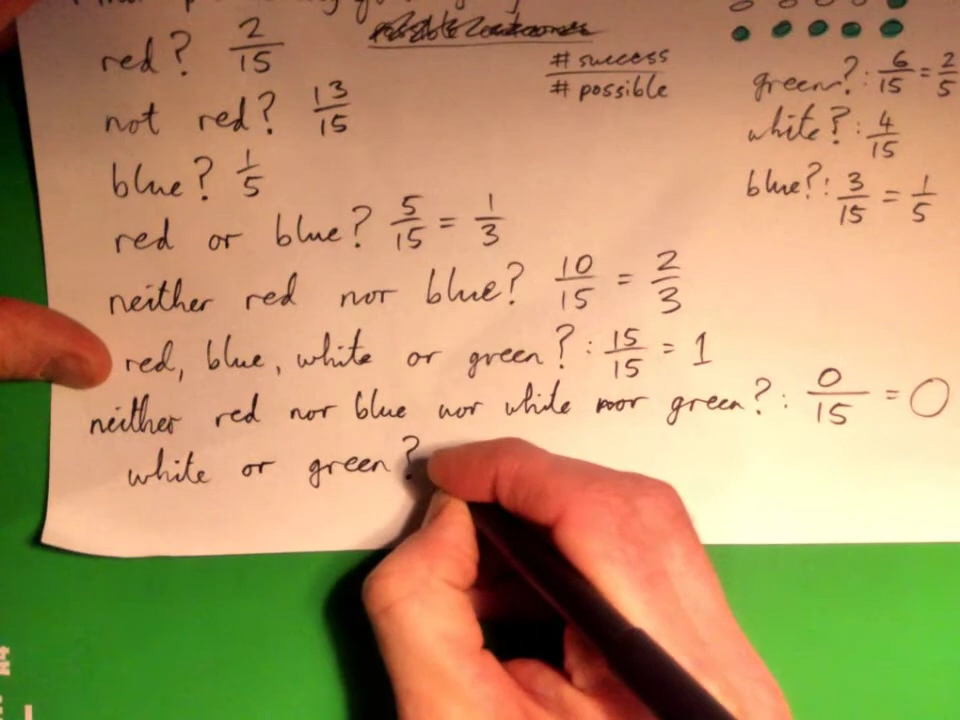 red? 2/15
# success
# possible
not red? 13/15
blue? 1/5
red or blue? 5/15 = 1/3
neither red nor blue? 10/15 = 2/3
red, blue, white or green?: 15/15 = 1
neither red nor blue nor white nor green?: 0/15 = 0
white or green?
green?: 6/15 = 2/5
white?: 4/15
blue?: 3/15 = 1/5
A4